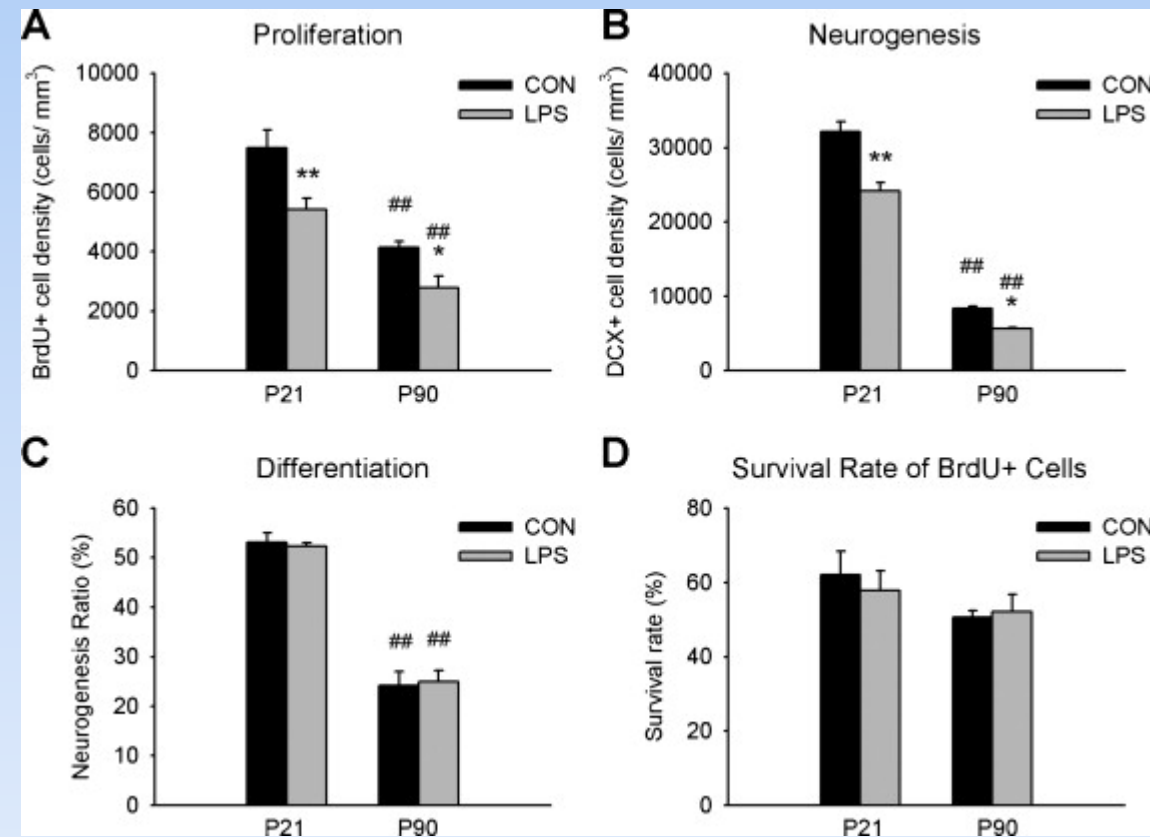 A
Proliferation
BrdU+ cell density (cells/ mm³)
10000
8000
6000
4000
2000
0
CON
LPS
**
##
##
*
P21
P90
B
Neurogenesis
DCX+ cell density (cells/ mm³)
40000
30000
20000
10000
0
CON
LPS
**
##
##
*
P21
P90
C
Differentiation
Neurogenesis Ratio (%)
60
50
40
30
20
10
0
CON
LPS
##
##
P21
P90
D
Survival Rate of BrdU+ Cells
Survival rate (%)
80
60
40
20
0
CON
LPS
P21
P90